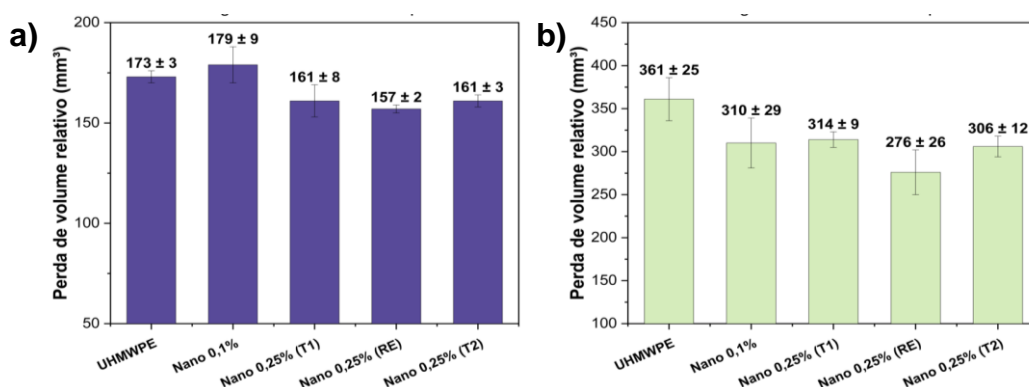 a)
Perda de volume relativo (mm³)
200
150
100
50
173 ± 3
179 ± 9
161 ± 8
157 ± 2
161 ± 3
UHMWPE
Nano 0,1%
Nano 0,25% (T1)
Nano 0,25% (RE)
Nano 0,25% (T2)
b)
Perda de volume relativo (mm³)
450
400
350
300
250
200
150
100
361 ± 25
310 ± 29
314 ± 9
276 ± 26
306 ± 12
UHMWPE
Nano 0,1%
Nano 0,25% (T1)
Nano 0,25% (RE)
Nano 0,25% (T2)